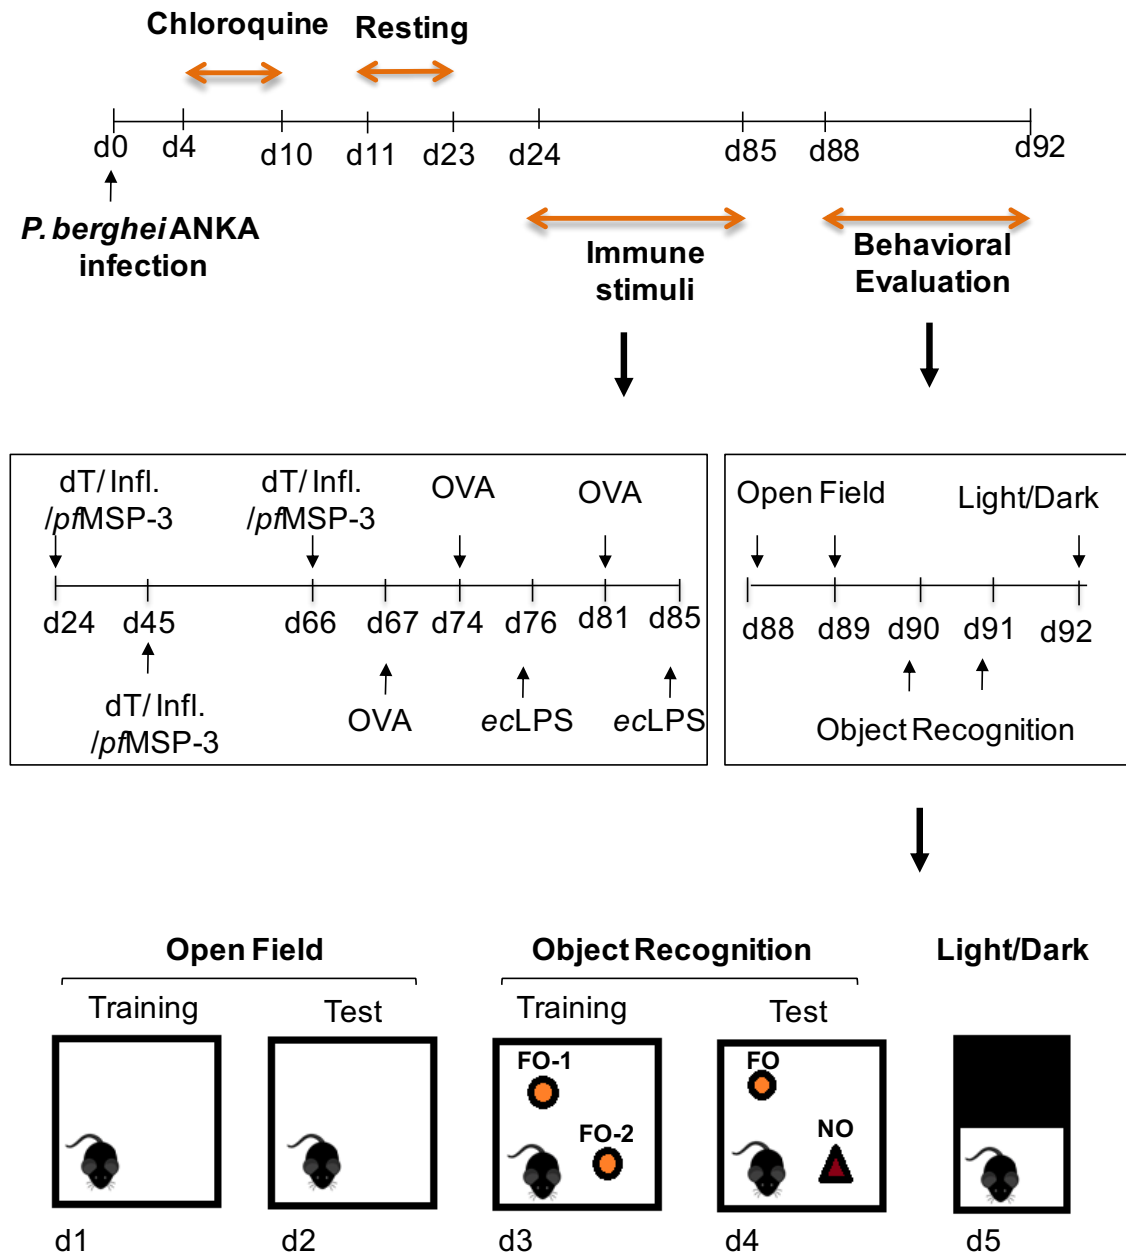 Chloroquine
Resting
d0
d4
d10
d11
d23
d24
d85
d88
d92
P. berghei ANKA
infection
Immune
stimuli
Behavioral
Evaluation
dT/ Infl.
/pfMSP-3
dT/ Infl.
/pfMSP-3
OVA
OVA
d24
d45
d66
d67
d74
d76
d81
d85
dT/ Infl.
/pfMSP-3
OVA
ecLPS
ecLPS
Open Field
Light/Dark
d88
d89
d90
d91
d92
Object Recognition
Open Field
Training
Test
Object Recognition
Training
Test
Light/Dark
FO-1
FO-2
FO
NO
d1
d2
d3
d4
d5